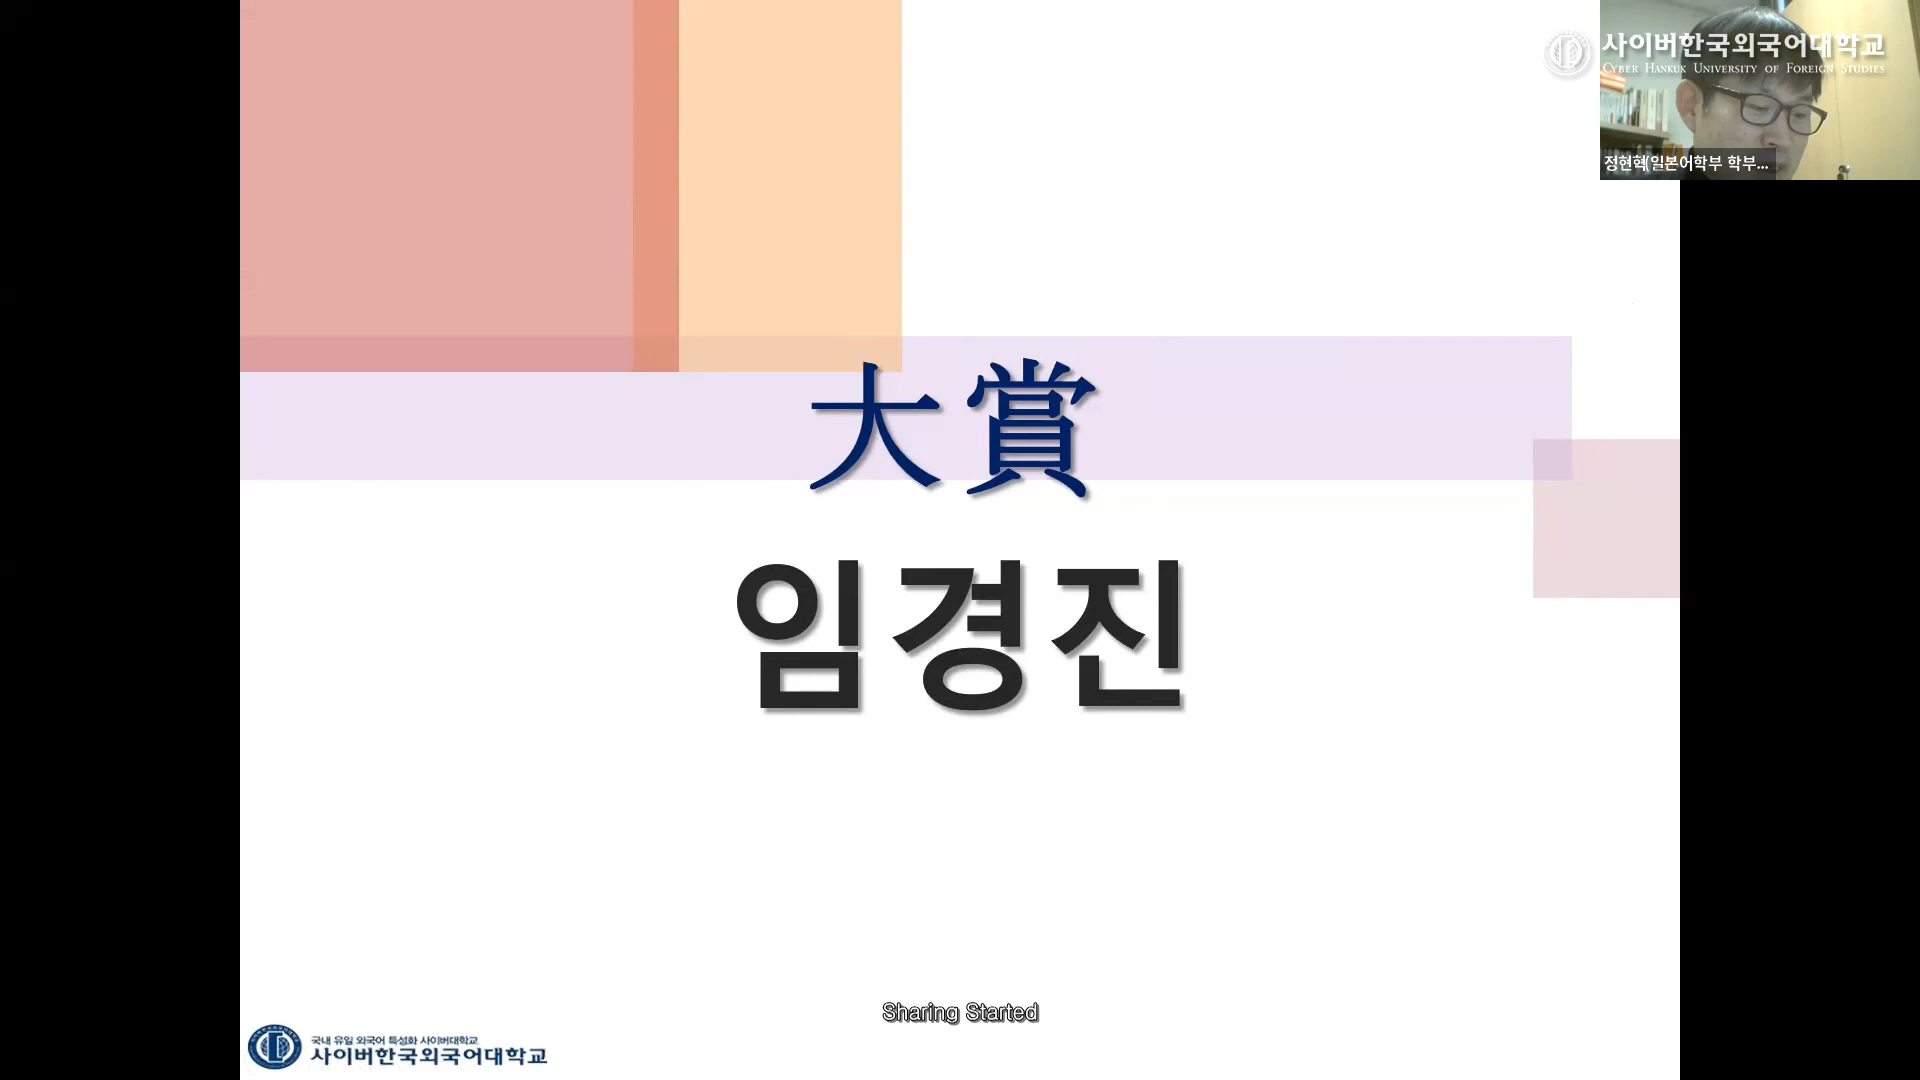 사이버한국외국어대학교
CYBER HANKUK UNIVERSITY OF FOREIGN STUDIES
정현혁(일본어학부 학부...
大賞
임경진
Sharing Started
국내 유일 외국어 특성화 사이버대학교
사이버한국외국어대학교